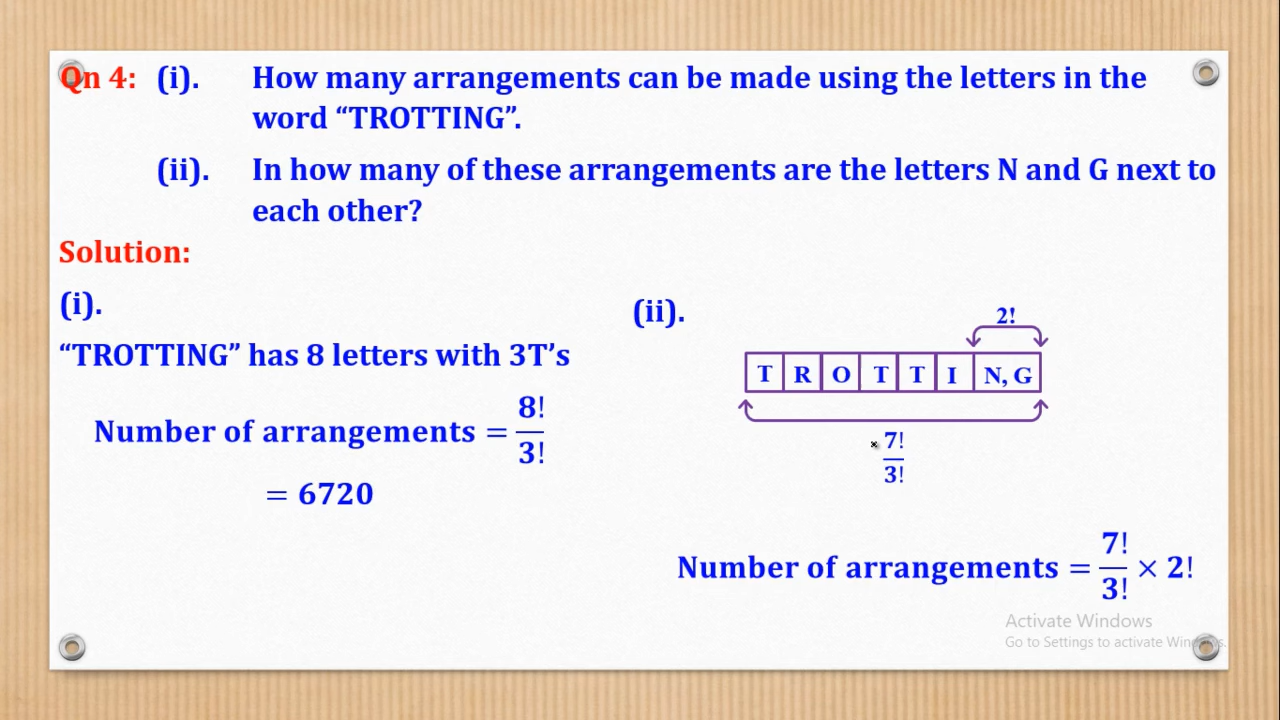 Qn 4: (i). How many arrangements can be made using the letters in the
word “TROTTING”.
(ii). In how many of these arrangements are the letters N and G next to
each other?
Solution:
(i).
“TROTTING” has 8 letters with 3T’s
Number of arrangements = 8!/3!
= 6720
(ii).
2!
T R O T T I N, G
7!/3!
Number of arrangements = 7!/3! × 2!
Activate Windows
Go to Settings to activate Windows.